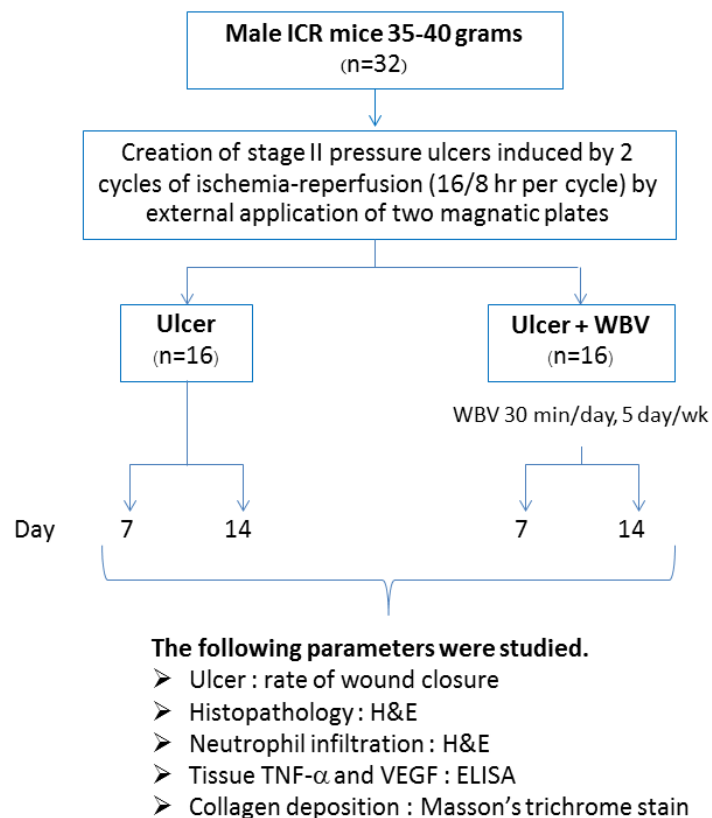 Male ICR mice 35-40 grams
(n=32)
Creation of stage II pressure ulcers induced by 2
cycles of ischemia-reperfusion (16/8 hr per cycle) by
external application of two magnatic plates
Ulcer
(n=16)
Ulcer + WBV
(n=16)
WBV 30 min/day, 5 day/wk
Day 7 14 7 14
The following parameters were studied.
➢ Ulcer : rate of wound closure
➢ Histopathology : H&E
➢ Neutrophil infiltration : H&E
➢ Tissue TNF-α and VEGF : ELISA
➢ Collagen deposition : Masson's trichrome stain